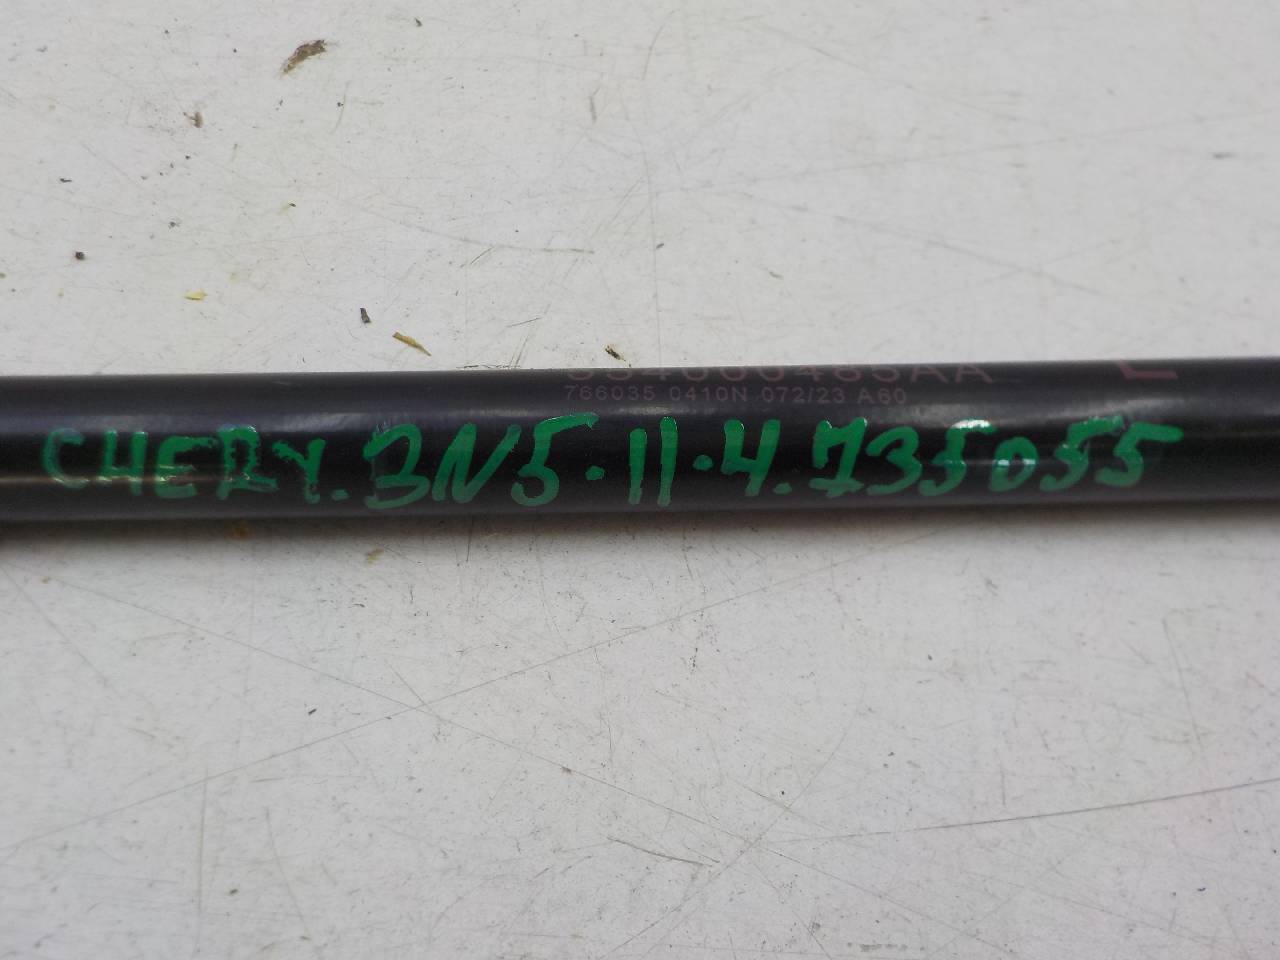 L
766035 0410N 072/23 A60
CHERY. 3N5·11·4.735055